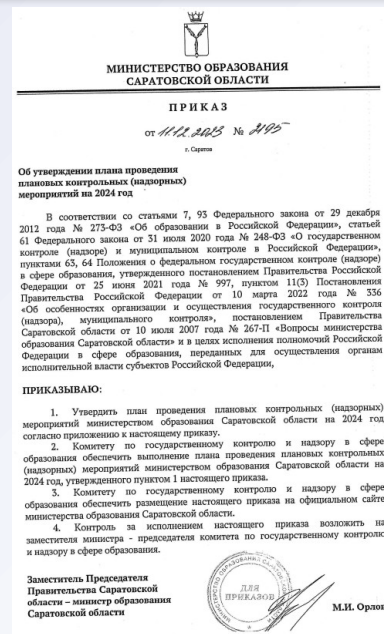 МИНИСТЕРСТВО ОБРАЗОВАНИЯ
САРАТОВСКОЙ ОБЛАСТИ
ПРИКАЗ
от 11.12.2023 № 2195
г. Саратов
Об утверждении плана проведения
плановых контрольных (надзорных)
мероприятий на 2024 год
В соответствии со статьями 7, 93 Федерального закона от 29 декабря
2012 года № 273-ФЗ «Об образовании в Российской Федерации», статьей
61 Федерального закона от 31 июля 2020 года № 248-ФЗ «О государственном
контроле (надзоре) и муниципальном контроле в Российской Федерации»,
пунктами 63, 64 Положения о федеральном государственном контроле (надзоре)
в сфере образования, утвержденного постановлением Правительства Российской
Федерации от 25 июня 2021 года № 997, пунктом 11(3) Постановления
Правительства Российской Федерации от 10 марта 2022 года № 336
«Об особенностях организации и осуществления государственного контроля
(надзора), муниципального контроля», постановлением Правительства
Саратовской области от 10 июля 2007 года № 267-П «Вопросы министерства
образования Саратовской области» и в целях исполнения полномочий Российской
Федерации в сфере образования, переданных для осуществления органам
исполнительной власти субъектов Российской Федерации,
ПРИКАЗЫВАЮ:
1. Утвердить план проведения плановых контрольных (надзорных)
мероприятий министерством образования Саратовской области на 2024 год
согласно приложению к настоящему приказу.
2. Комитету по государственному контролю и надзору в сфере
образования обеспечить выполнение плана проведения плановых контрольных
(надзорных) мероприятий министерством образования Саратовской области на
2024 год, утвержденного пунктом 1 настоящего приказа.
3. Комитету по государственному контролю и надзору в сфере
образования обеспечить размещение настоящего приказа на официальном сайте
министерства образования Саратовской области.
4. Контроль за исполнением настоящего приказа возложить на
заместителя министра - председателя комитета по государственному контролю
и надзору в сфере образования.
Заместитель Председателя
Правительства Саратовской
области – министр образования
Саратовской области
ДЛЯ
ПРИКАЗОВ
М.И. Орлов